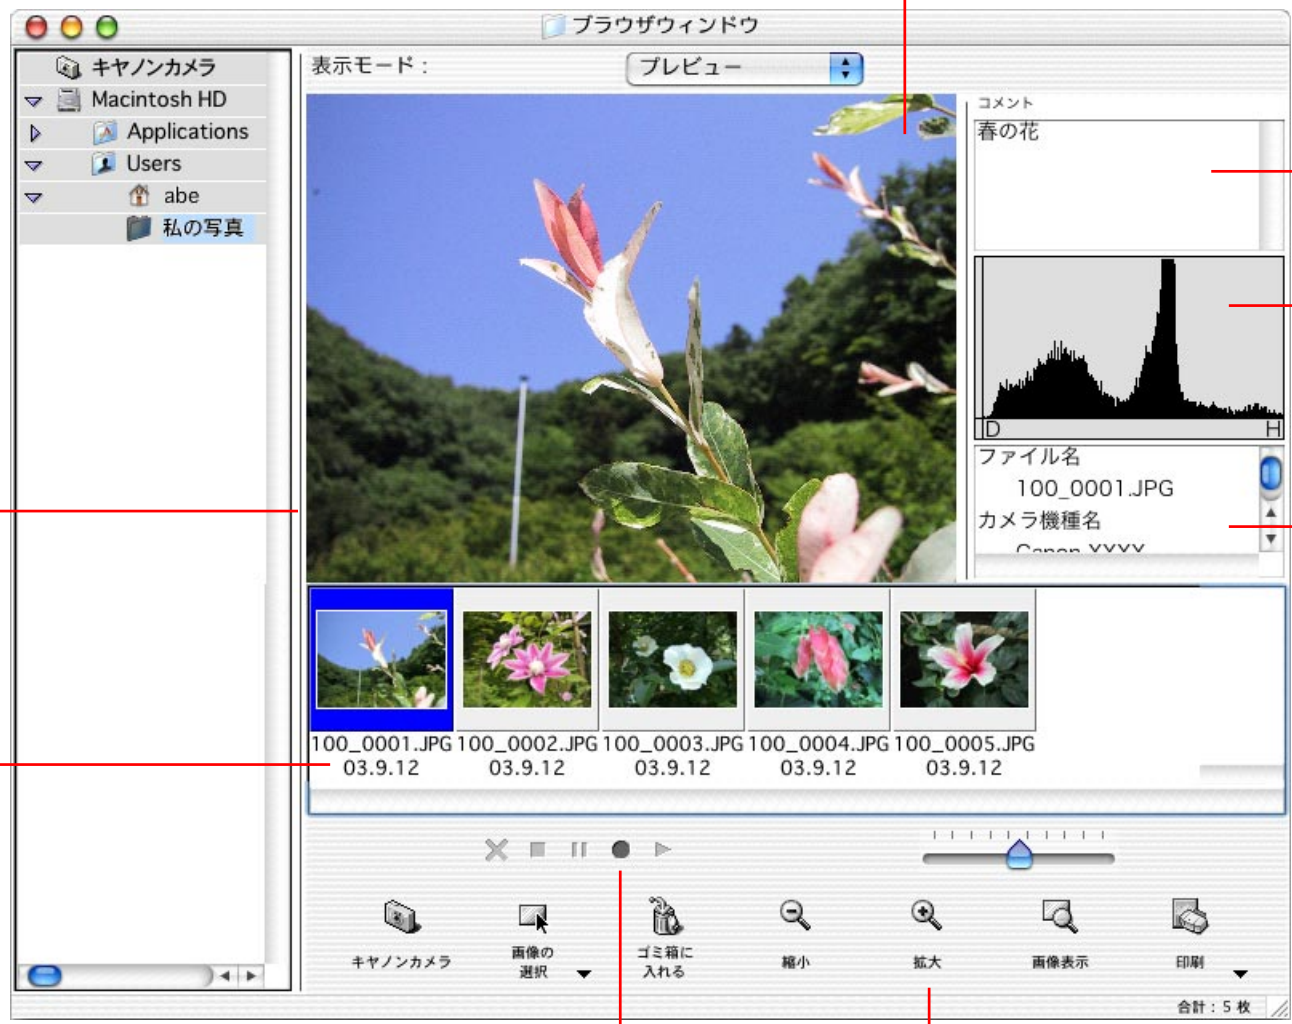 ブラウザウィンドウ
キヤノンカメラ
Macintosh HD
Applications
Users
abe
私の写真
表示モード：
プレビュー
コメント
春の花
D H
ファイル名
100_0001.JPG
カメラ機種名
Canon XXXX
100_0001.JPG 100_0002.JPG 100_0003.JPG 100_0004.JPG 100_0005.JPG
03.9.12 03.9.12 03.9.12 03.9.12 03.9.12
キヤノンカメラ
画像の
選択
ゴミ箱に
入れる
縮小
拡大
画像表示
印刷
合計：5 枚